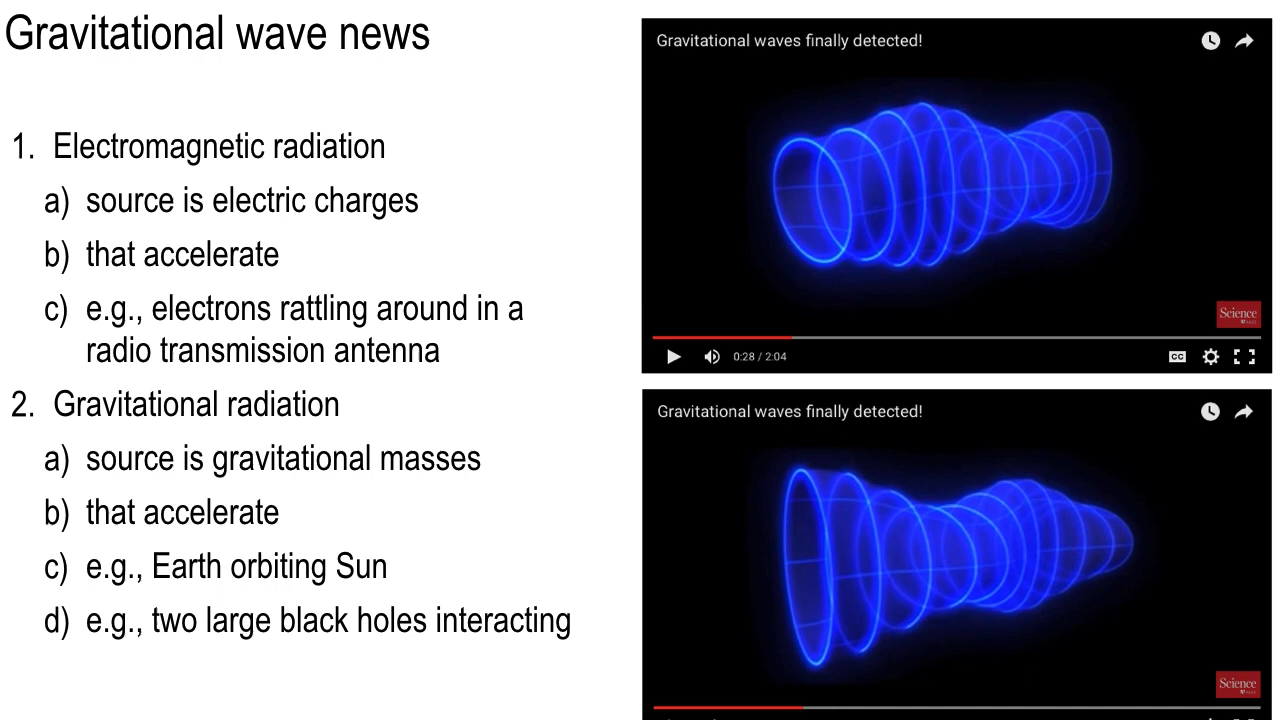 Gravitational wave news
1. Electromagnetic radiation
a) source is electric charges
b) that accelerate
c) e.g., electrons rattling around in a
radio transmission antenna
2. Gravitational radiation
a) source is gravitational masses
b) that accelerate
c) e.g., Earth orbiting Sun
d) e.g., two large black holes interacting
Gravitational waves finally detected!
Science
0:28 / 2:04
CC
Gravitational waves finally detected!
Science